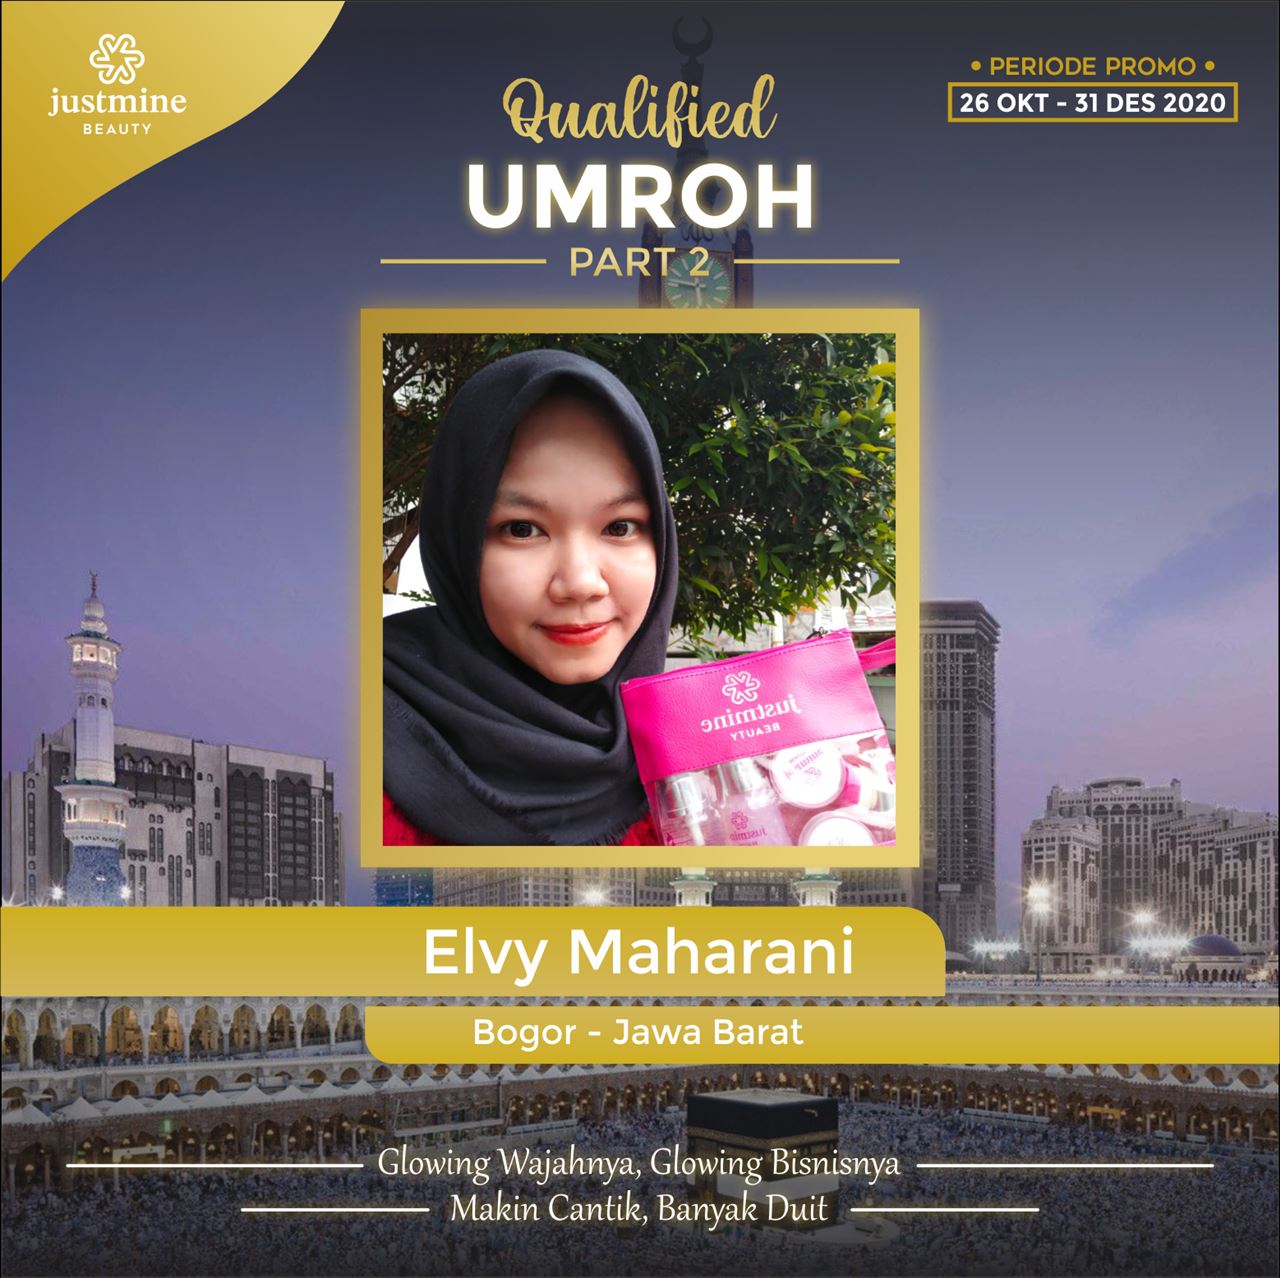 justmine
BEAUTY
• PERIODE PROMO •
26 OKT - 31 DES 2020
Qualified
UMROH
PART 2
justmine
BEAUTY
justmine
Elvy Maharani
Bogor - Jawa Barat
Glowing Wajahnya, Glowing Bisnisnya
Makin Cantik, Banyak Duit